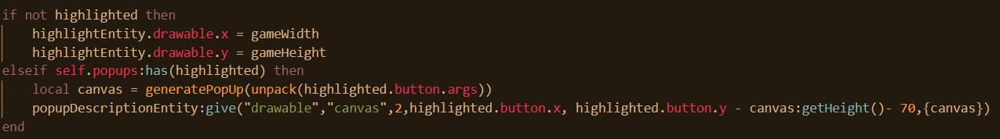 if not highlighted then
highlightEntity.drawable.x = gameWidth
highlightEntity.drawable.y = gameHeight
elseif self.popups:has(highlighted) then
local canvas = generatePopUp(unpack(highlighted.button.args))
popupDescriptionEntity:give("drawable","canvas",2,highlighted.button.x, highlighted.button.y - canvas:getHeight()- 70,{canvas})
end